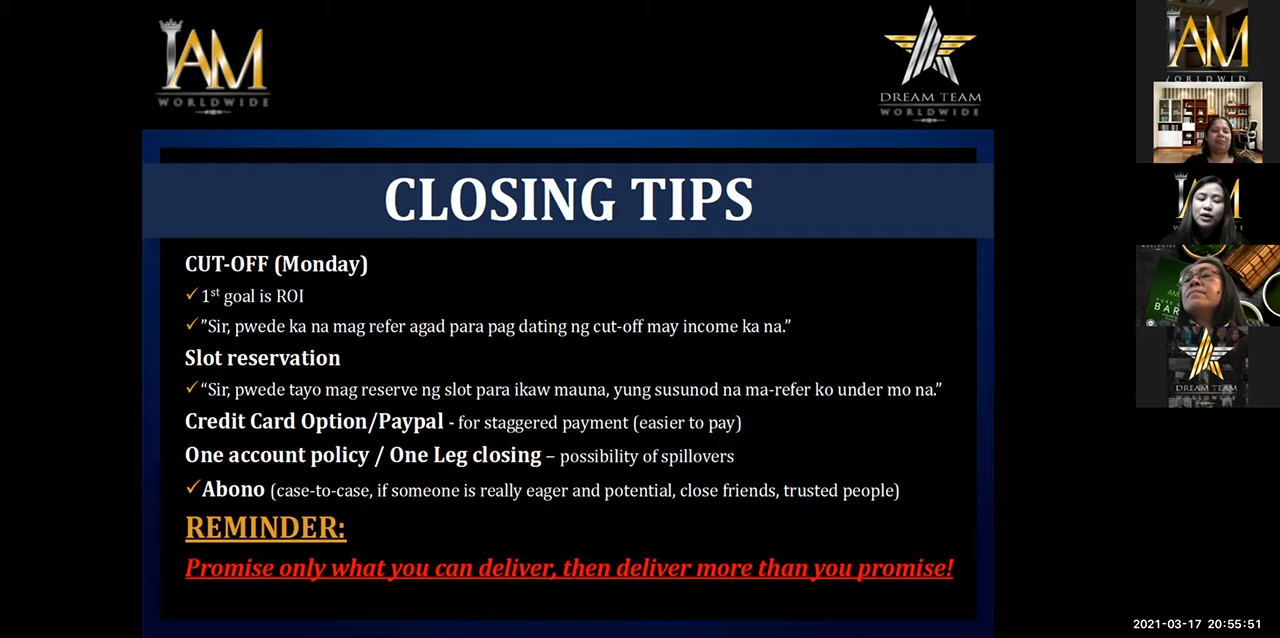 IAM
WORLDWIDE
DREAM TEAM
WORLDWIDE
CLOSING TIPS
CUT-OFF (Monday)
✓1st goal is ROI
✓”Sir, pwede ka na mag refer agad para pag dating ng cut-off may income ka na.”
Slot reservation
✓“Sir, pwede tayo mag reserve ng slot para ikaw mauna, yung susunod na ma-refer ko under mo na.”
Credit Card Option/Paypal - for staggered payment (easier to pay)
One account policy / One Leg closing – possibility of spillovers
✓Abono (case-to-case, if someone is really eager and potential, close friends, trusted people)
REMINDER:
Promise only what you can deliver, then deliver more than you promise!
IAM
WORLDWID
DREAM TEAM
WORLDWIDE
2021-03-17 20:55:51